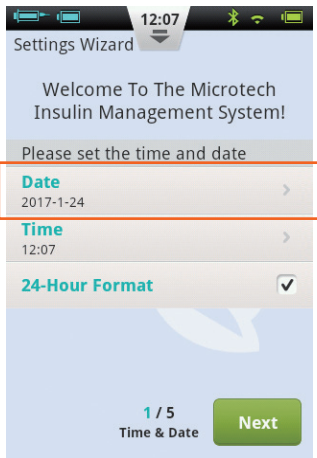 12:07
Settings Wizard
Welcome To The Microtech
Insulin Management System!
Please set the time and date
Date
2017-1-24
Time
12:07
24-Hour Format
1 / 5
Time & Date
Next